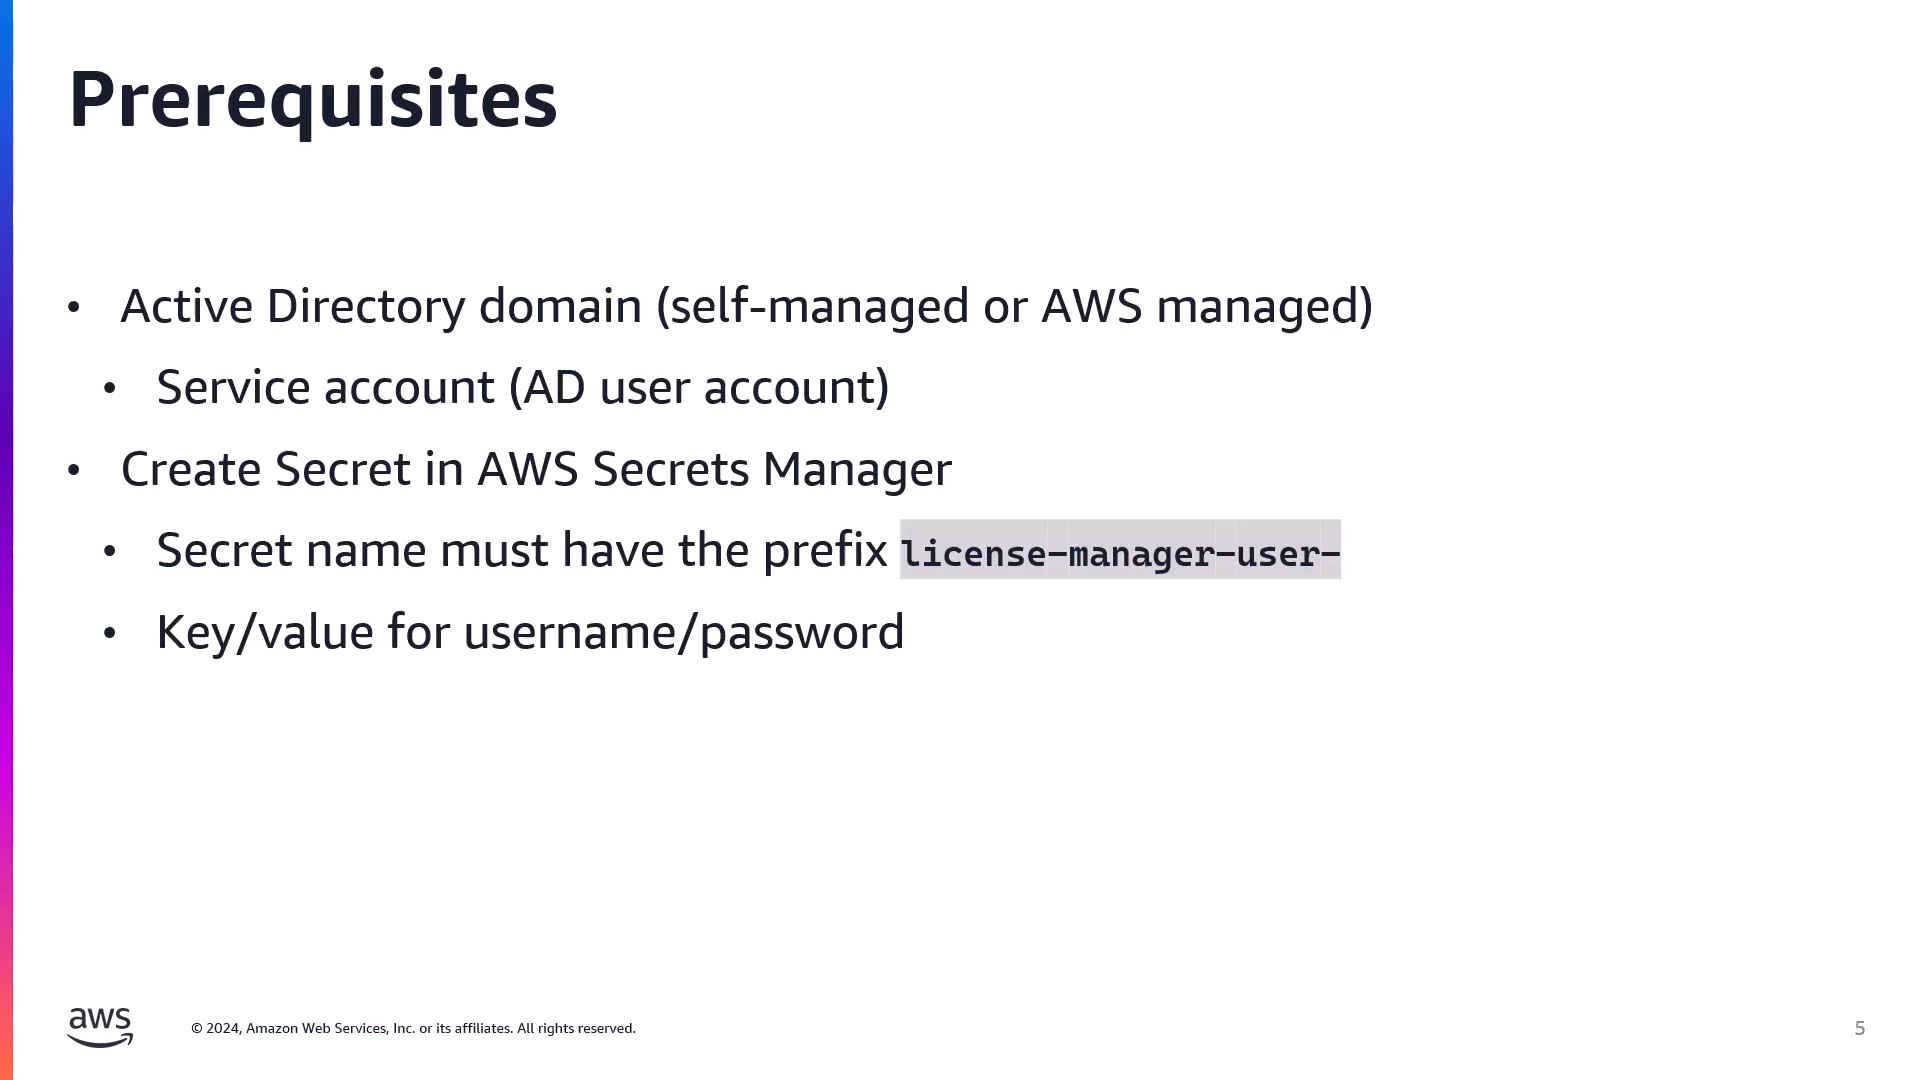 Prerequisites
• Active Directory domain (self-managed or AWS managed)
• Service account (AD user account)
• Create Secret in AWS Secrets Manager
• Secret name must have the prefix license-manager-user-
• Key/value for username/password
aws
© 2024, Amazon Web Services, Inc. or its affiliates. All rights reserved.
5